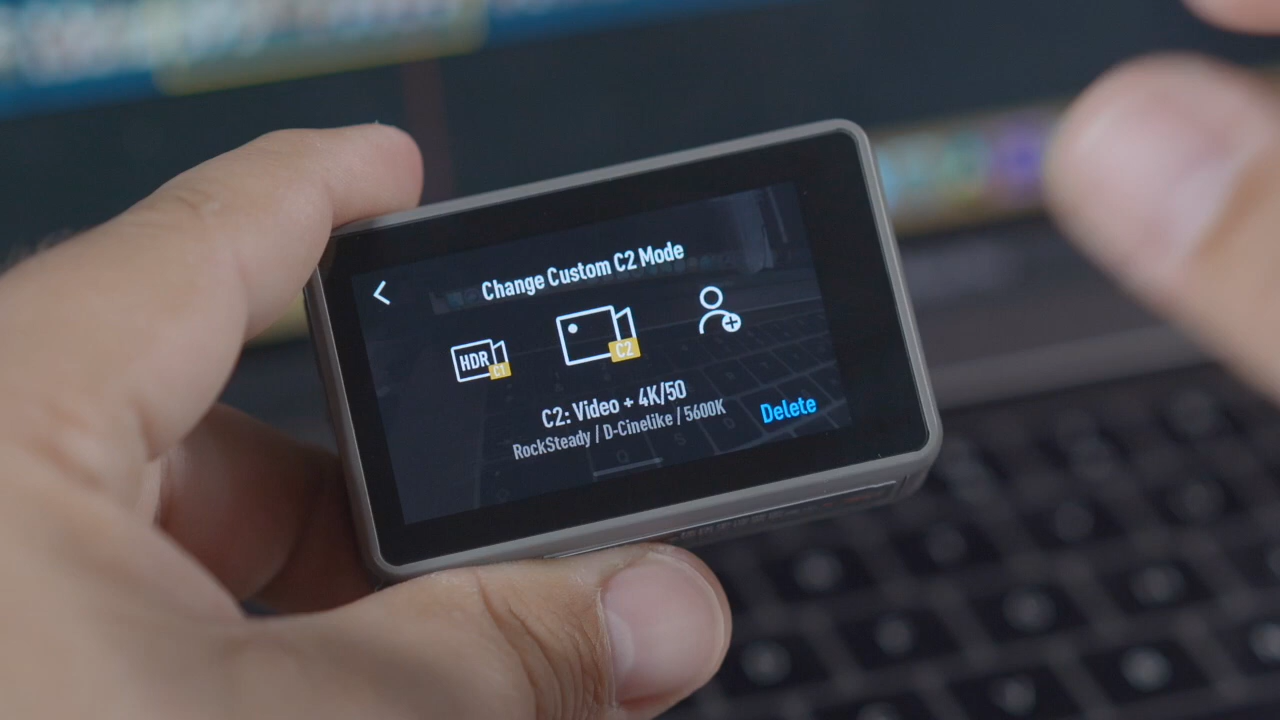 Change Custom C2 Mode
HDR C1
C2
C2: Video + 4K/50
RockSteady / D-Cinelike / 5600K
Delete